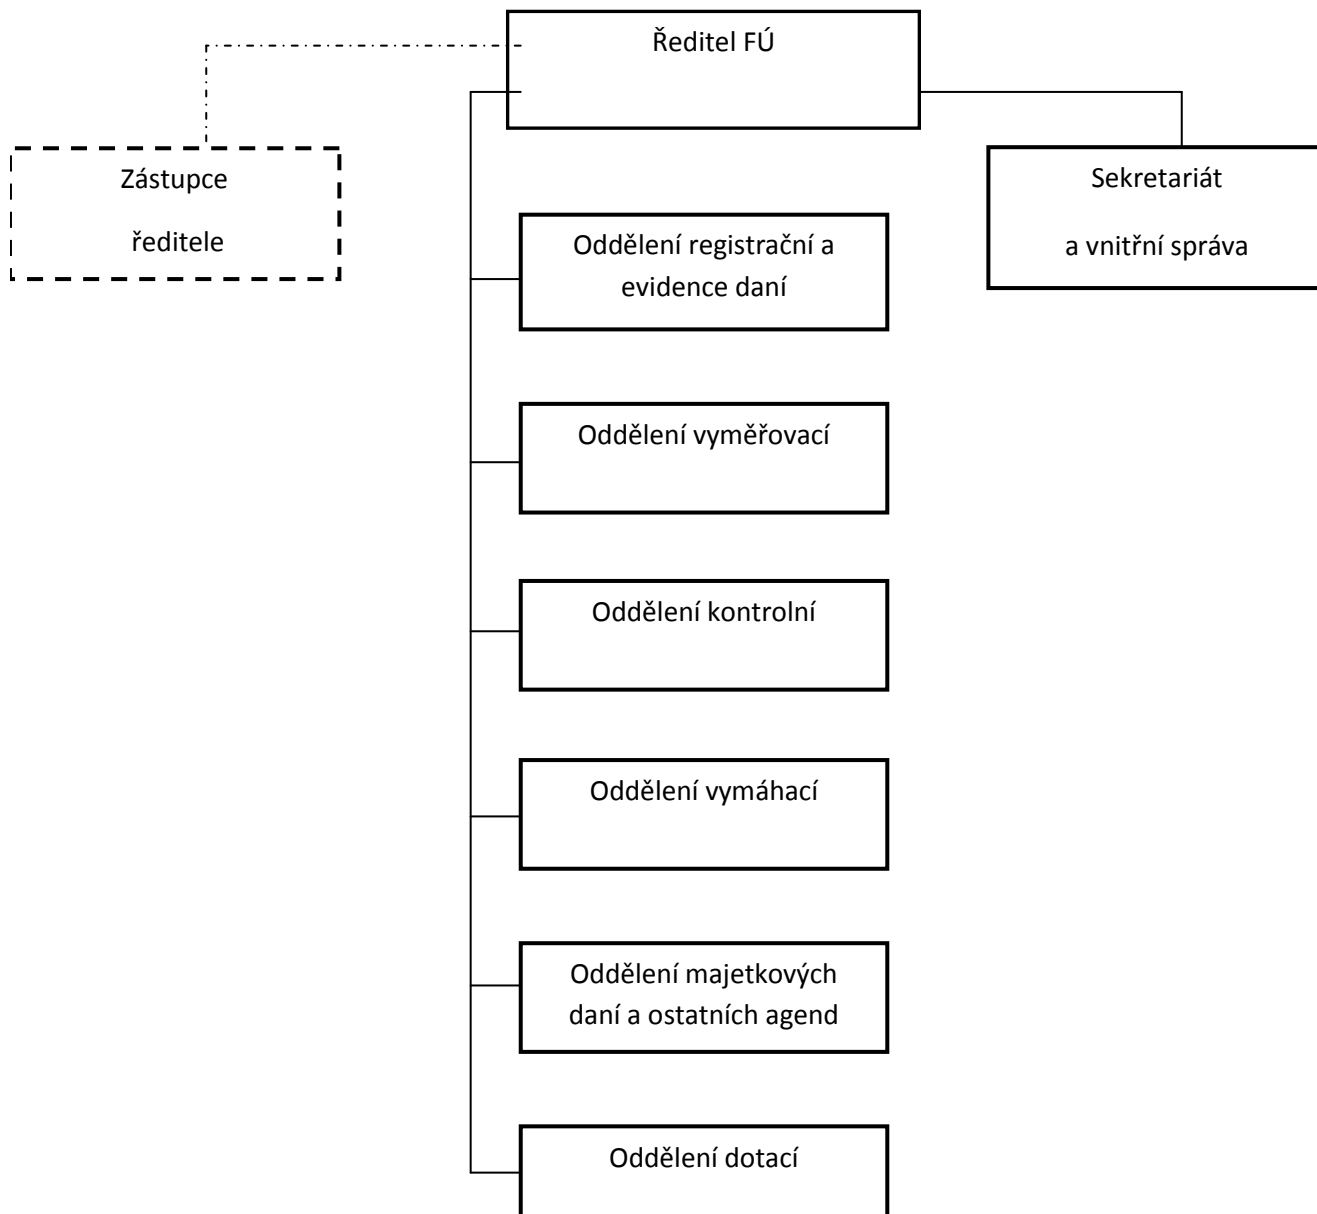 Ředitel FÚ
Zástupce
ředitele
Sekretariát
a vnitřní správa
Oddělení registrační a
evidence daní
Oddělení vyměřovací
Oddělení kontrolní
Oddělení vymáhací
Oddělení majetkových
daní a ostatních agend
Oddělení dotací